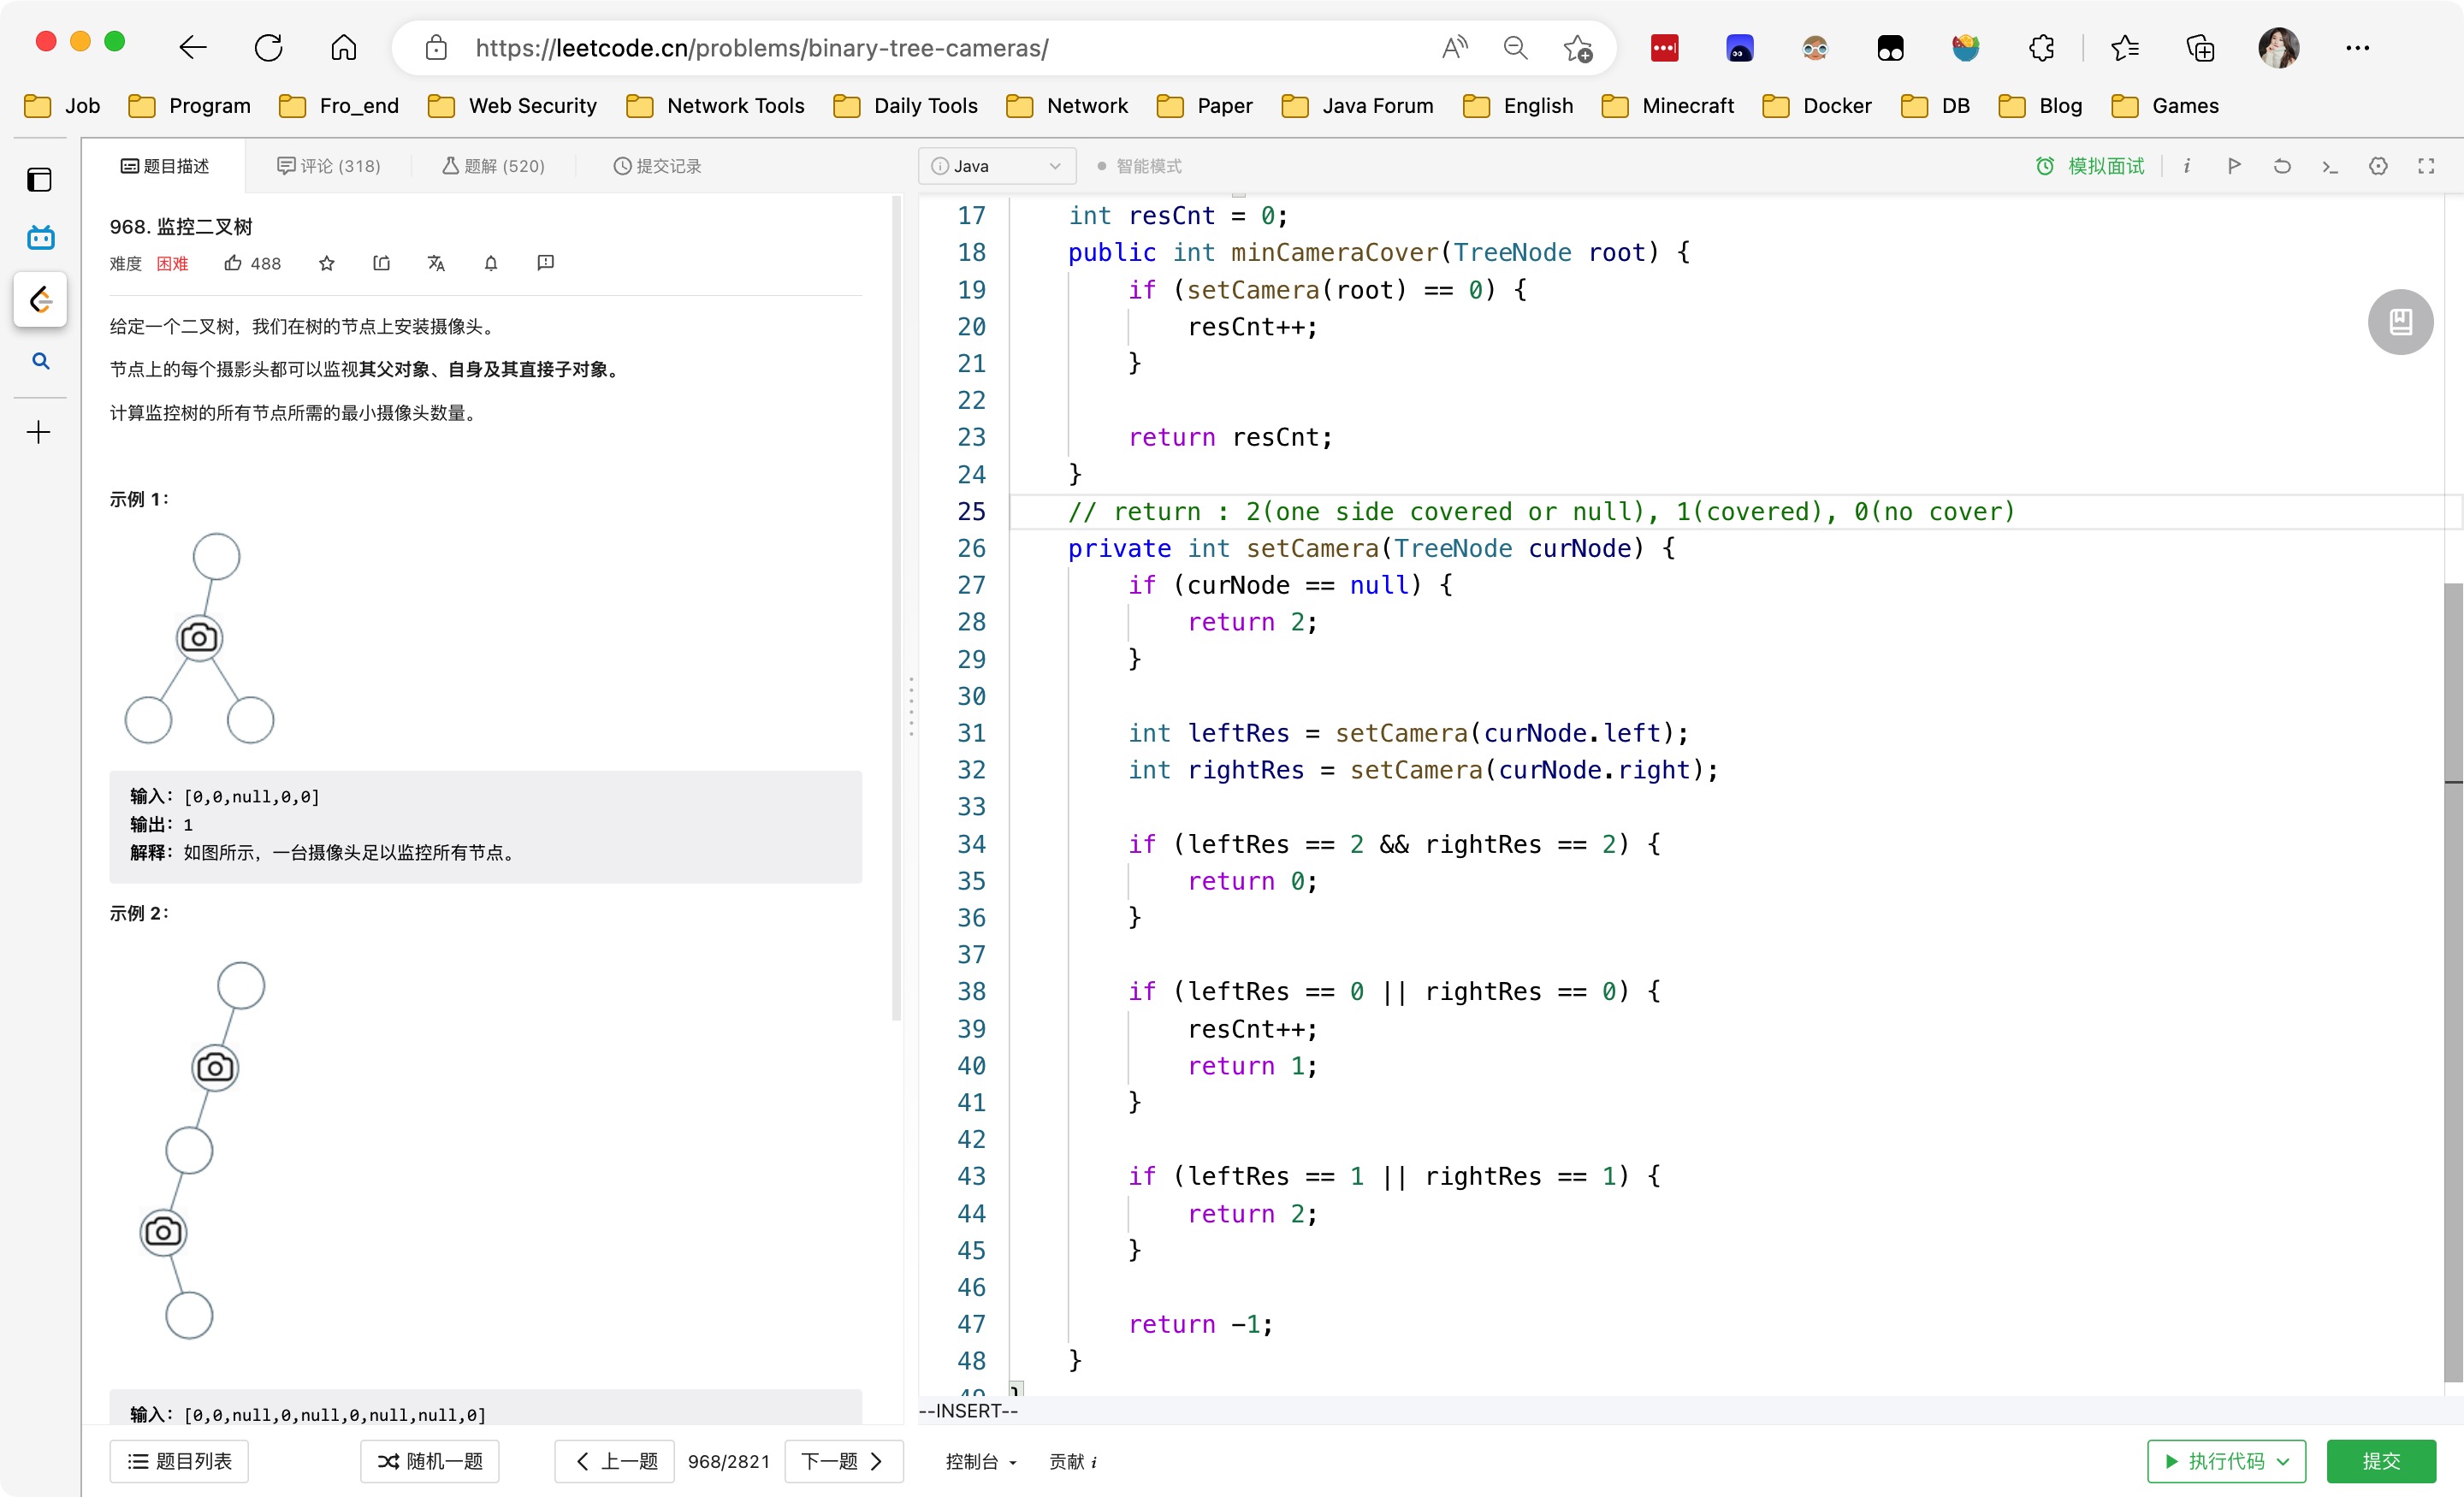 https://leetcode.cn/problems/binary-tree-cameras/
Job Program Fro_end Web Security Network Tools Daily Tools Network Paper Java Forum English Minecraft Docker DB Blog Games
题目描述 评论 (318) 题解 (520) 提交记录
968. 监控二叉树
难度 困难 488
给定一个二叉树，我们在树的节点上安装摄像头。
节点上的每个摄影头都可以监视其父对象、自身及其直接子对象。
计算监控树的所有节点所需的最小摄像头数量。
示例 1：
输入：[0,0,null,0,0]
输出：1
解释：如图所示，一台摄像头足以监控所有节点。
示例 2：
输入：[0,0,null,0,null,0,null,null,0]
题目列表 随机一题 上一题 968/2821 下一题
Java 智能模式 模拟面试
17 int resCnt = 0;
18 public int minCameraCover(TreeNode root) {
19 if (setCamera(root) == 0) {
20 resCnt++;
21 }
22
23 return resCnt;
24 }
25 // return : 2(one side covered or null), 1(covered), 0(no cover)
26 private int setCamera(TreeNode curNode) {
27 if (curNode == null) {
28 return 2;
29 }
30
31 int leftRes = setCamera(curNode.left);
32 int rightRes = setCamera(curNode.right);
33
34 if (leftRes == 2 && rightRes == 2) {
35 return 0;
36 }
37
38 if (leftRes == 0 || rightRes == 0) {
39 resCnt++;
40 return 1;
41 }
42
43 if (leftRes == 1 || rightRes == 1) {
44 return 2;
45 }
46
47 return -1;
48 }
49 }
--INSERT--
控制台 贡献 i 执行代码 提交